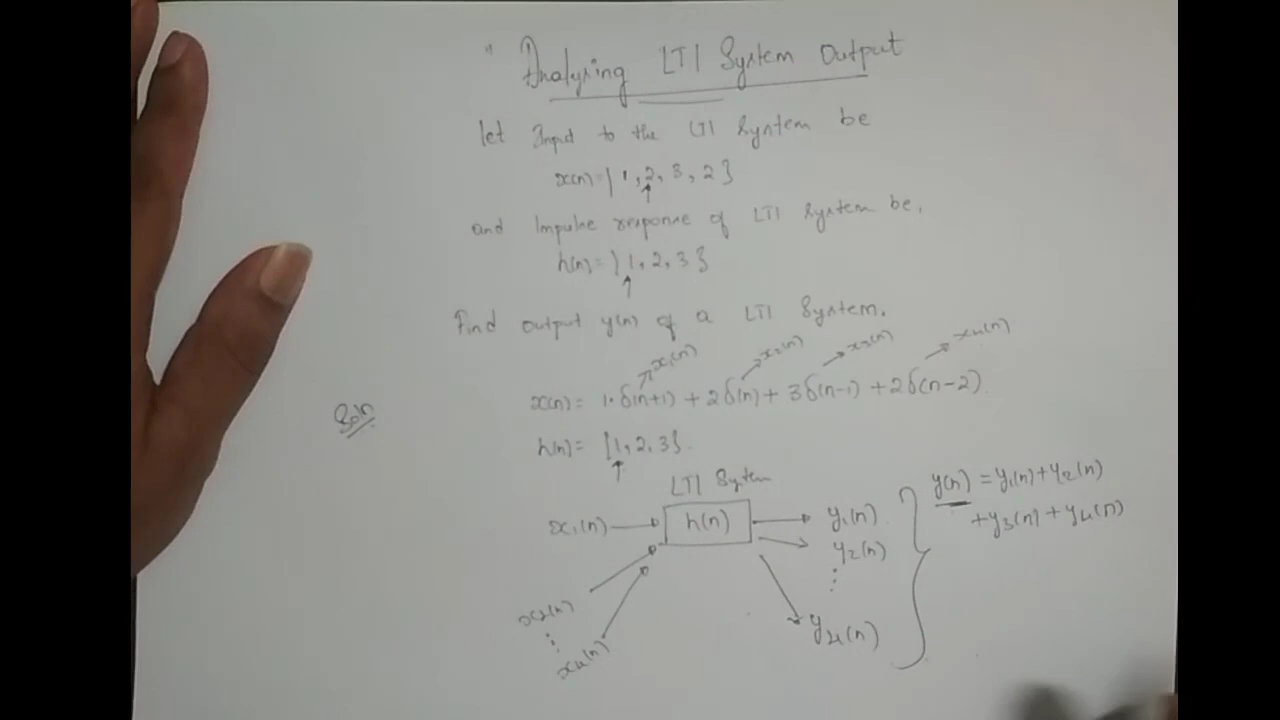 Analysing LTI System Output
let Input to the LTI System be
x(n)={1,2,3,2}
↑
and Impulse response of LTI System be,
h(n)={1,2,3}
↑
Find output y(n) of a LTI System.
x₁(n) x₂(n) x₃(n) x₄(n)
Soln
x(n)= 1·δ(n+1) + 2δ(n) + 3δ(n-1) + 2δ(n-2)
h(n)= {1,2,3}.
↑
LTI System
x₁(n) h(n) y₁(n)
y₂(n)
⋮
x₂(n)
⋮
x₄(n)
y₄(n)
y(n) = y₁(n)+y₂(n)
+y₃(n)+y₄(n)